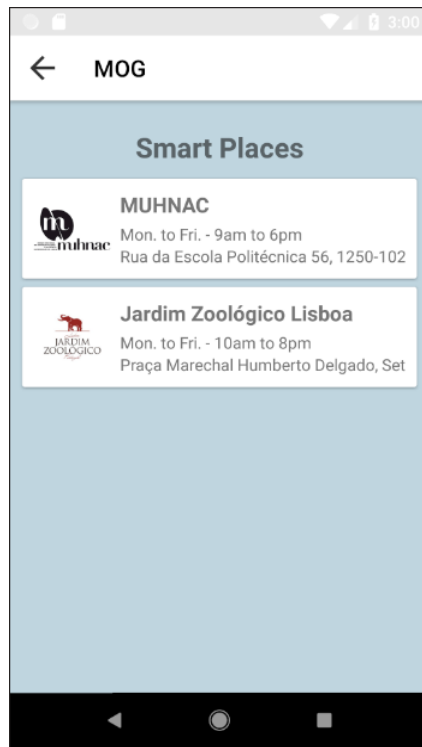 3:00
MOG
Smart Places
MUHNAC
Mon. to Fri. - 9am to 6pm
Rua da Escola Politécnica 56, 1250-102
muhnac
Jardim Zoológico Lisboa
Mon. to Fri. - 10am to 8pm
Praça Marechal Humberto Delgado, Set
JARDIM
ZOOLÓGICO